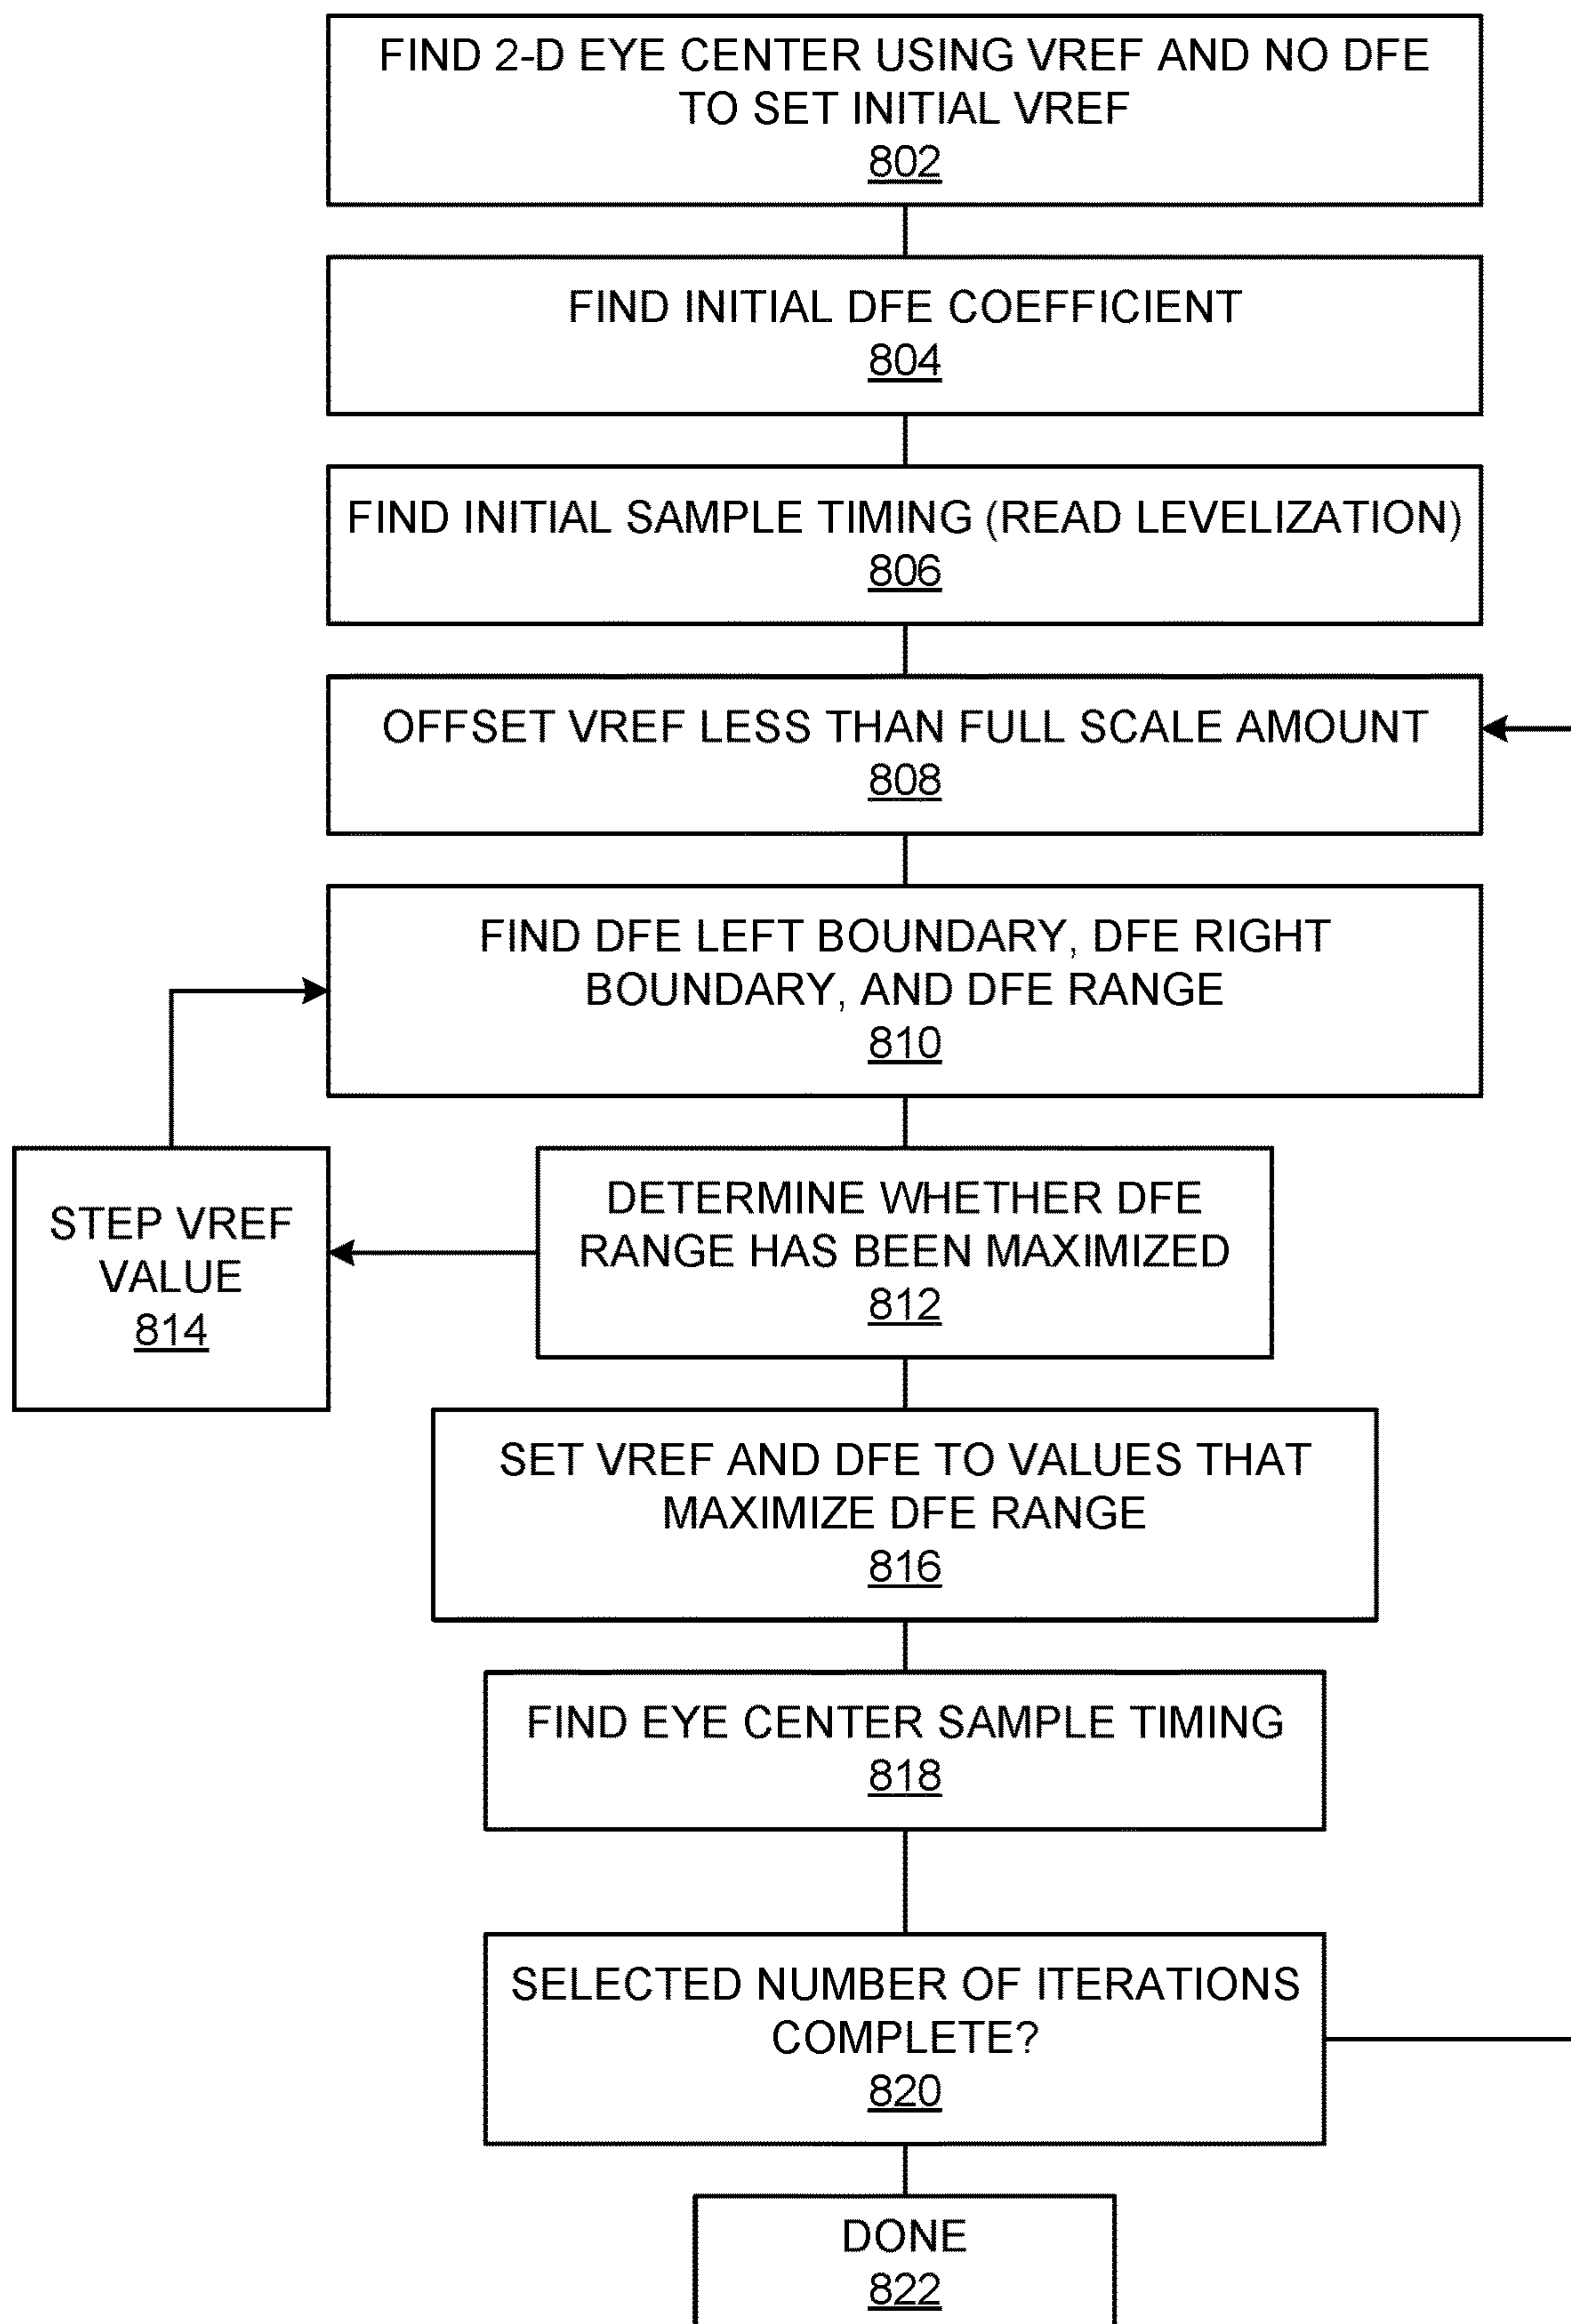 FIND 2-D EYE CENTER USING VREF AND NO DFE
TO SET INITIAL VREF
802
FIND INITIAL DFE COEFFICIENT
804
FIND INITIAL SAMPLE TIMING (READ LEVELIZATION)
806
OFFSET VREF LESS THAN FULL SCALE AMOUNT
808
FIND DFE LEFT BOUNDARY, DFE RIGHT
BOUNDARY, AND DFE RANGE
810
DETERMINE WHETHER DFE
RANGE HAS BEEN MAXIMIZED
812
STEP VREF
VALUE
814
SET VREF AND DFE TO VALUES THAT
MAXIMIZE DFE RANGE
816
FIND EYE CENTER SAMPLE TIMING
818
SELECTED NUMBER OF ITERATIONS
COMPLETE?
820
DONE
822